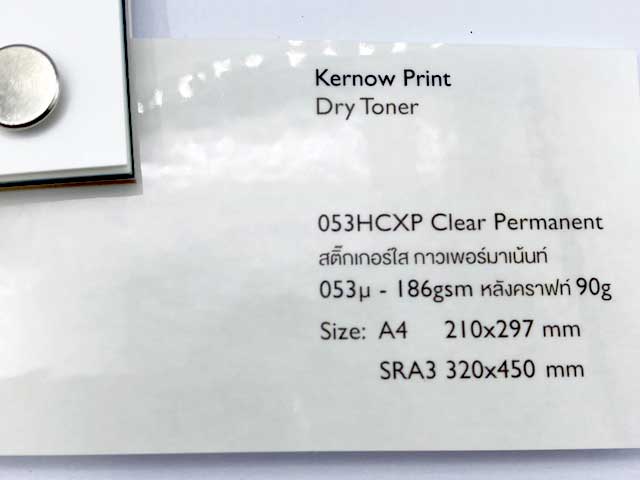 Kernow Print
Dry Toner
053HCXP Clear Permanent
สติ๊กเกอร์ใส กาวเพอร์มาเน้นท์
053µ - 186gsm หลังคราฟท์ 90g
Size: A4 210x297 mm
SRA3 320x450 mm